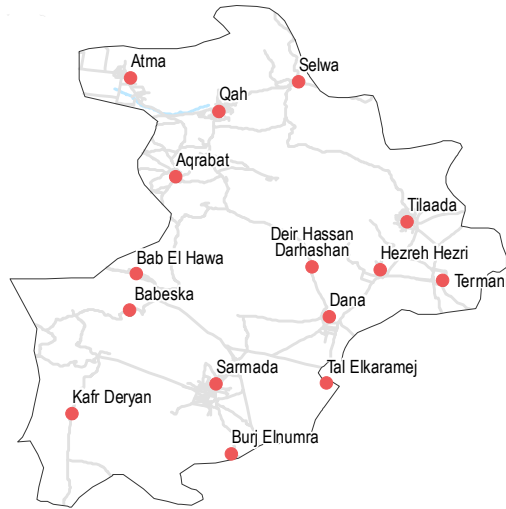 Atma
Selwa
Qah
Aqrabat
Tilaada
Deir Hassan
Darhashan
Hezreh Hezri
Bab El Hawa
Terman
Babeska
Dana
Sarmada
Tal Elkaramej
Kafr Deryan
Burj Elnumra